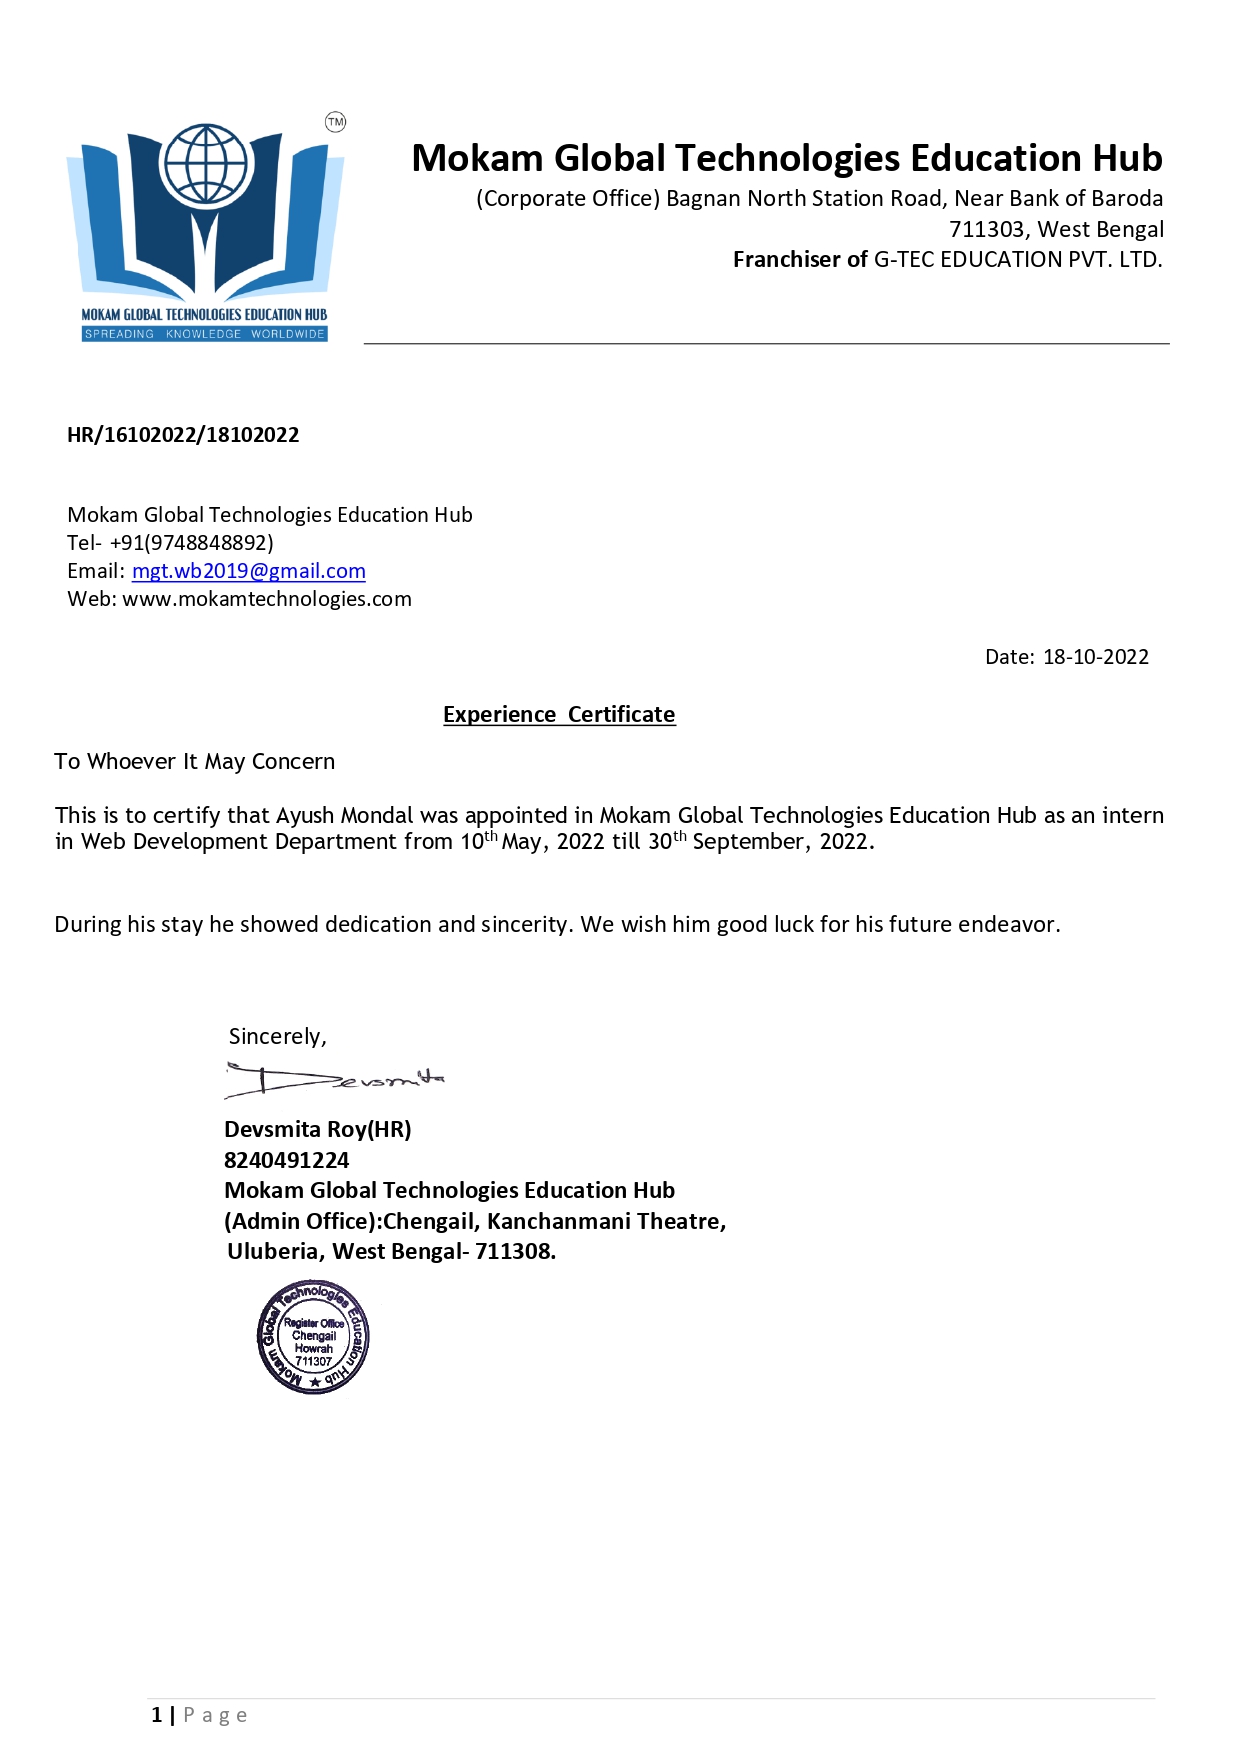 TM
MOKAM GLOBAL TECHNOLOGIES EDUCATION HUB
SPREADING KNOWLEDGE WORLDWIDE
Mokam Global Technologies Education Hub
(Corporate Office) Bagnan North Station Road, Near Bank of Baroda
711303, West Bengal
Franchiser of G-TEC EDUCATION PVT. LTD.
HR/16102022/18102022
Mokam Global Technologies Education Hub
Tel- +91(9748848892)
Email: mgt.wb2019@gmail.com
Web: www.mokamtechnologies.com
Date: 18-10-2022
Experience Certificate
To Whoever It May Concern
This is to certify that Ayush Mondal was appointed in Mokam Global Technologies Education Hub as an intern
in Web Development Department from 10th May, 2022 till 30th September, 2022.
During his stay he showed dedication and sincerity. We wish him good luck for his future endeavor.
Sincerely,
Devsmita
Devsmita Roy(HR)
8240491224
Mokam Global Technologies Education Hub
(Admin Office):Chengail, Kanchanmani Theatre,
Uluberia, West Bengal- 711308.
Mokam Global Technologies Education Hub
Register Office
Chengail
Howrah
711307
1 | Page